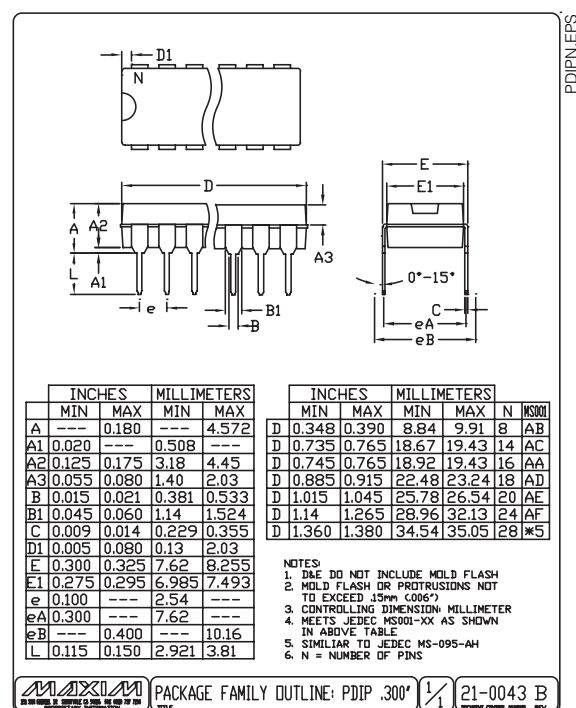 PDIPN.EPS
D1
N
D
E
E1
A
A2
A3
L
A1
0°-15°
e
B1
B
C
eA
eB
INCHES MILLIMETERS
MIN MAX MIN MAX
A --- 0.180 --- 4.572
A1 0.020 --- 0.508 ---
A2 0.125 0.175 3.18 4.45
A3 0.055 0.080 1.40 2.03
B 0.015 0.021 0.381 0.533
B1 0.045 0.060 1.14 1.524
C 0.009 0.014 0.229 0.355
D1 0.005 0.080 0.13 2.03
E 0.300 0.325 7.62 8.255
E1 0.275 0.295 6.985 7.493
e 0.100 --- 2.54 ---
eA 0.300 --- 7.62 ---
eB --- 0.400 --- 10.16
L 0.115 0.150 2.921 3.81
INCHES MILLIMETERS
MIN MAX MIN MAX N MS001
D 0.348 0.390 8.84 9.91 8 AB
D 0.735 0.765 18.67 19.43 14 AC
D 0.745 0.765 18.92 19.43 16 AA
D 0.885 0.915 22.48 23.24 18 AD
D 1.015 1.045 25.78 26.54 20 AE
D 1.14 1.265 28.96 32.13 24 AF
D 1.360 1.380 34.54 35.05 28 *5
NOTES:
1. D&E DO NOT INCLUDE MOLD FLASH
2. MOLD FLASH OR PROTRUSIONS NOT
TO EXCEED .15mm (.006")
3. CONTROLLING DIMENSION: MILLIMETER
4. MEETS JEDEC MS001-XX AS SHOWN
IN ABOVE TABLE
5. SIMILIAR TO JEDEC MS-095-AH
6. N = NUMBER OF PINS
MAXIM
PROPRIETARY INFORMATION
PACKAGE FAMILY OUTLINE: PDIP .300"
TITLE
1/1
21-0043 B
DOCUMENT CONTROL NUMBER REV